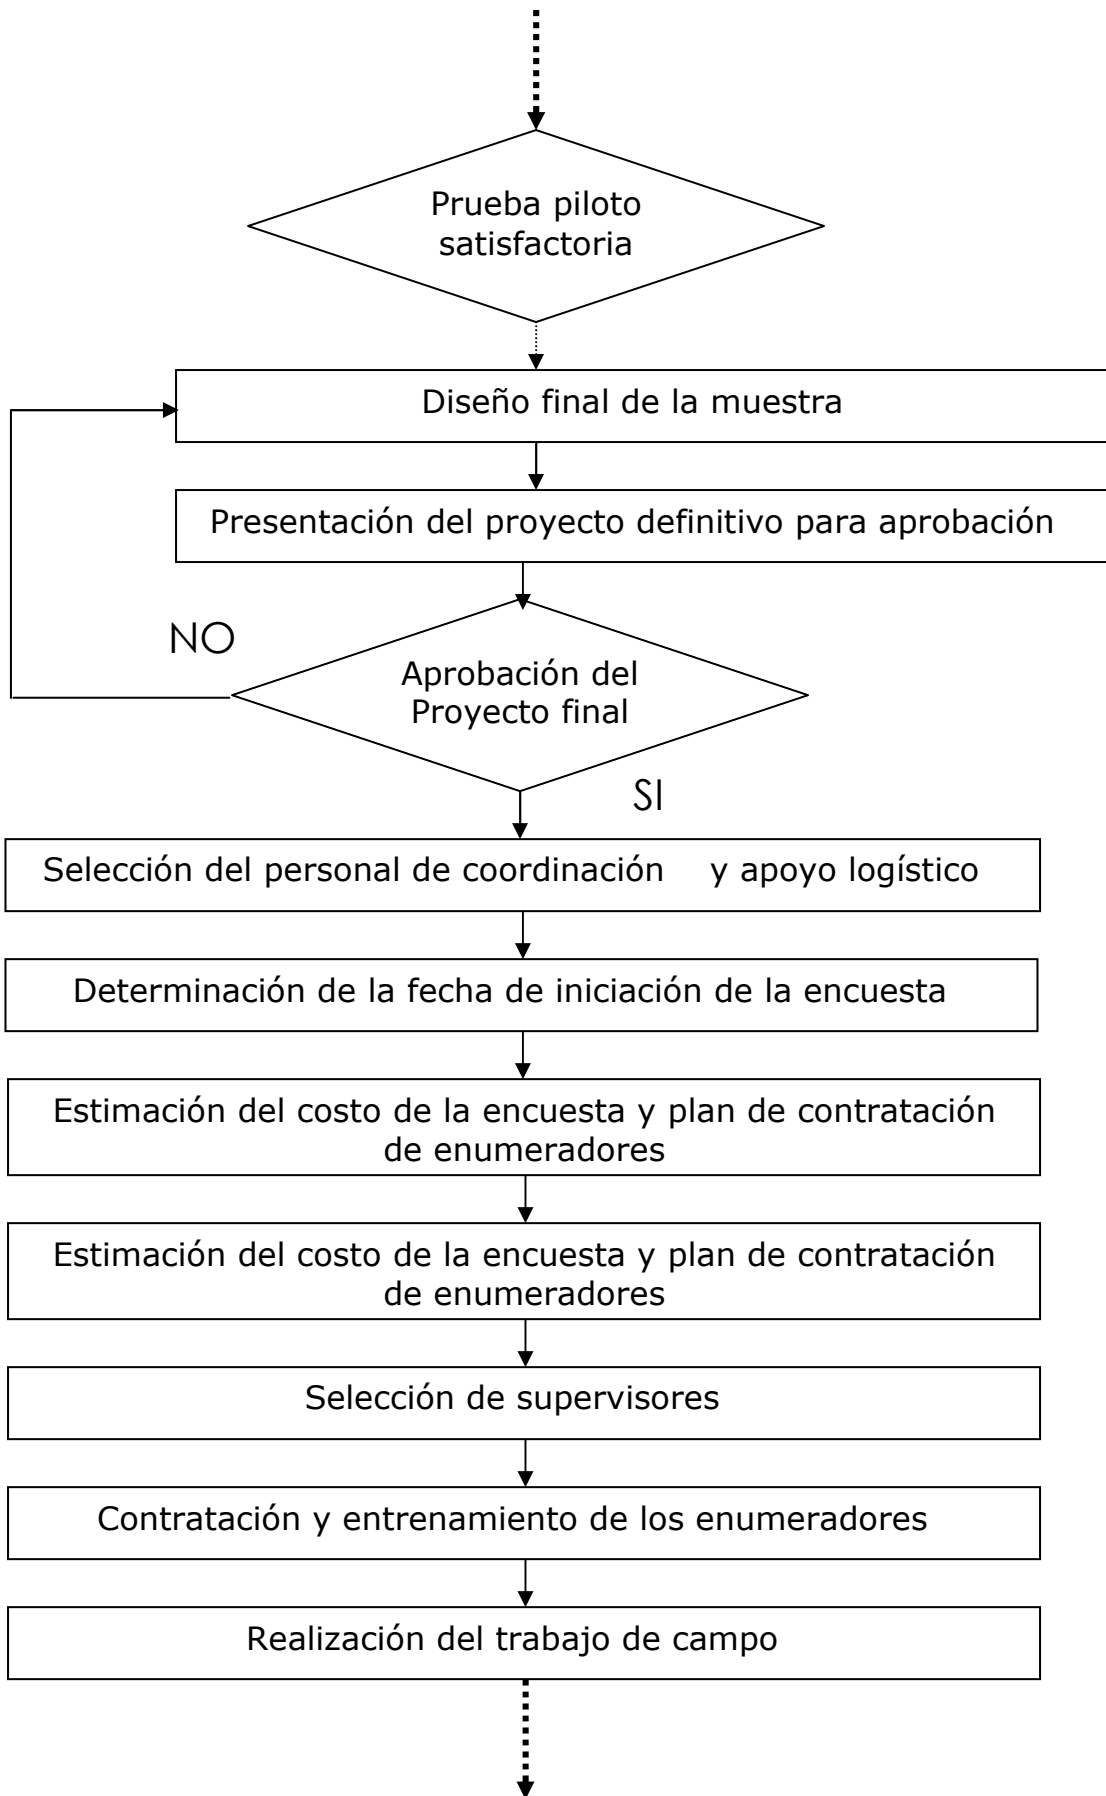 Prueba piloto
satisfactoria
Diseño final de la muestra
Presentación del proyecto definitivo para aprobación
NO
Aprobación del
Proyecto final
SI
Selección del personal de coordinación y apoyo logístico
Determinación de la fecha de iniciación de la encuesta
Estimación del costo de la encuesta y plan de contratación
de enumeradores
Estimación del costo de la encuesta y plan de contratación
de enumeradores
Selección de supervisores
Contratación y entrenamiento de los enumeradores
Realización del trabajo de campo